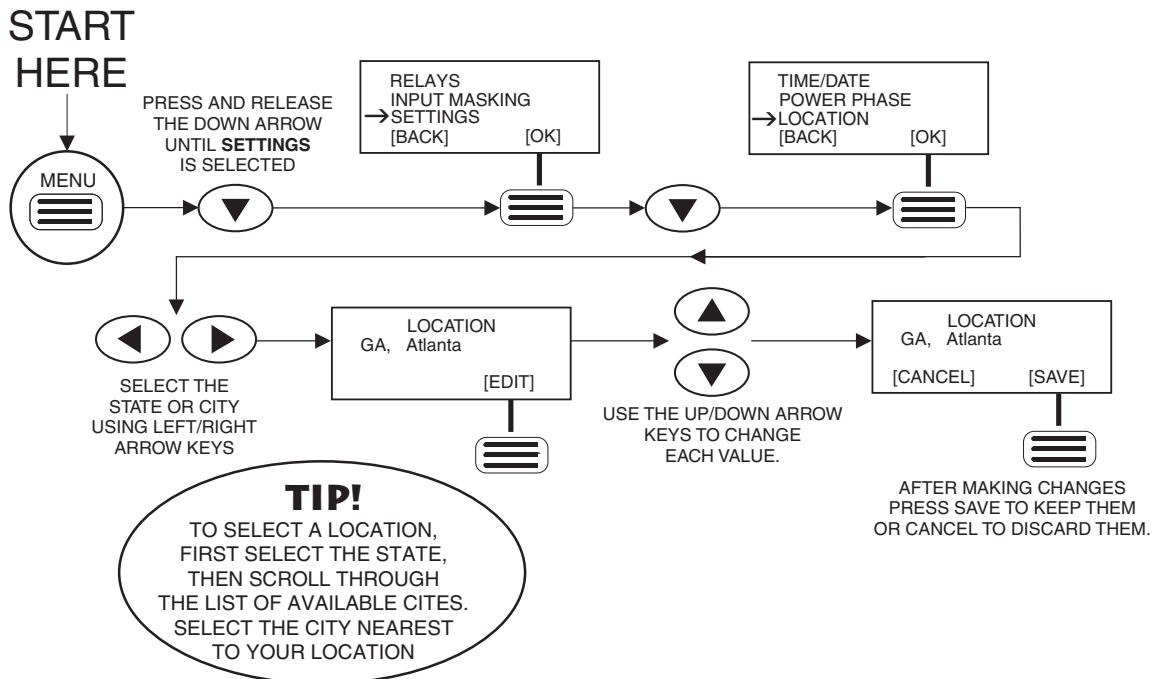 START
HERE
MENU
PRESS AND RELEASE
THE DOWN ARROW
UNTIL SETTINGS
IS SELECTED
RELAYS
INPUT MASKING
→SETTINGS
[BACK] [OK]
TIME/DATE
POWER PHASE
→LOCATION
[BACK] [OK]
SELECT THE
STATE OR CITY
USING LEFT/RIGHT
ARROW KEYS
LOCATION
GA, Atlanta
[EDIT]
USE THE UP/DOWN ARROW
KEYS TO CHANGE
EACH VALUE.
LOCATION
GA, Atlanta
[CANCEL] [SAVE]
AFTER MAKING CHANGES
PRESS SAVE TO KEEP THEM
OR CANCEL TO DISCARD THEM.
TIP!
TO SELECT A LOCATION,
FIRST SELECT THE STATE,
THEN SCROLL THROUGH
THE LIST OF AVAILABLE CITES.
SELECT THE CITY NEAREST
TO YOUR LOCATION